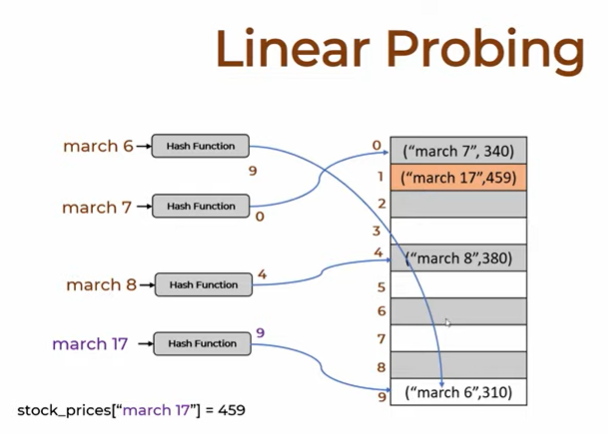 Linear Probing
march 6 Hash Function 9
march 7 Hash Function 0
march 8 Hash Function 4
march 17 Hash Function 9
0 ("march 7", 340)
1 ("march 17",459)
2
3
4 ("march 8",380)
5
6
7
8
9 ("march 6",310)
stock_prices["march 17"] = 459